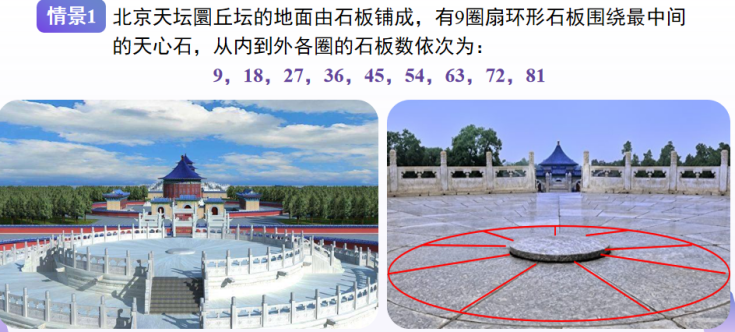 情景1 北京天坛圜丘坛的地面由石板铺成，有9圈扇环形石板围绕最中间
的天心石，从内到外各圈的石板数依次为：
9，18，27，36，45，54，63，72，81